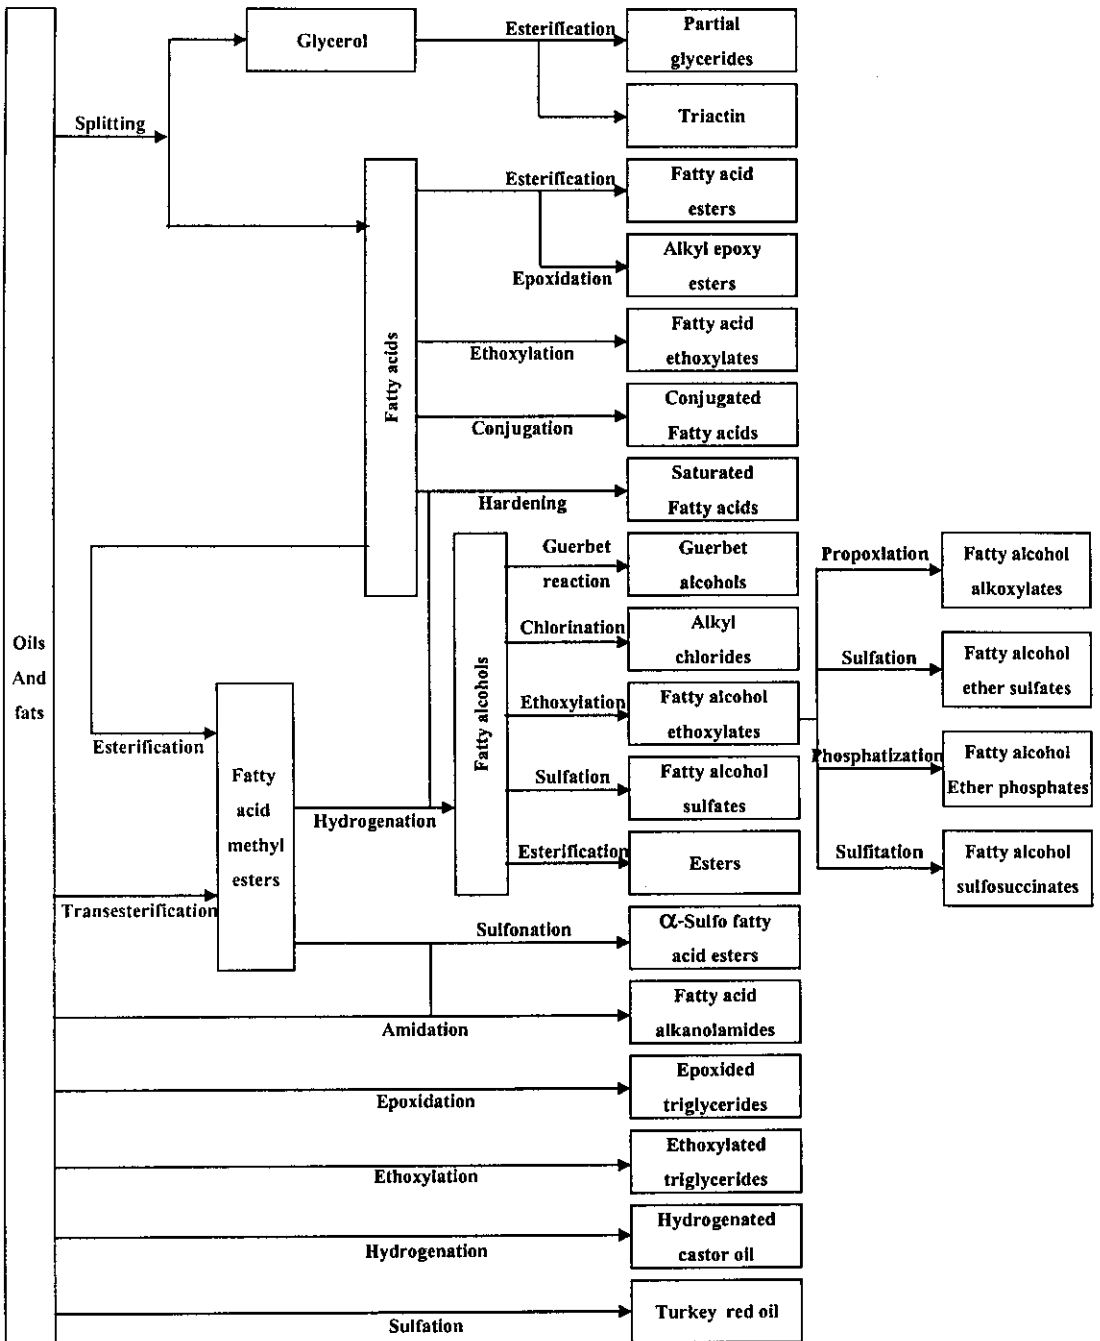 Glycerol
Esterification
Partial
glycerides
Splitting
Triactin
Fatty acids
Esterification
Fatty acid
esters
Epoxidation
Alkyl epoxy
esters
Ethoxylation
Fatty acid
ethoxylates
Conjugation
Conjugated
Fatty acids
Hardening
Saturated
Fatty acids
Oils
And
fats
Esterification
Transesterification
Fatty
acid
methyl
esters
Hydrogenation
Fatty alcohols
Guerbet
reaction
Guerbet
alcohols
Chlorination
Alkyl
chlorides
Ethoxylation
Fatty alcohol
ethoxylates
Sulfation
Fatty alcohol
sulfates
Esterification
Esters
Propoxlation
Fatty alcohol
alkoxylates
Sulfation
Fatty alcohol
ether sulfates
Phosphatization
Fatty alcohol
Ether phosphates
Sulfitation
Fatty alcohol
sulfosuccinates
Sulfonation
α-Sulfo fatty
acid esters
Amidation
Fatty acid
alkanolamides
Epoxidation
Epoxided
triglycerides
Ethoxylation
Ethoxylated
triglycerides
Hydrogenation
Hydrogenated
castor oil
Sulfation
Turkey red oil